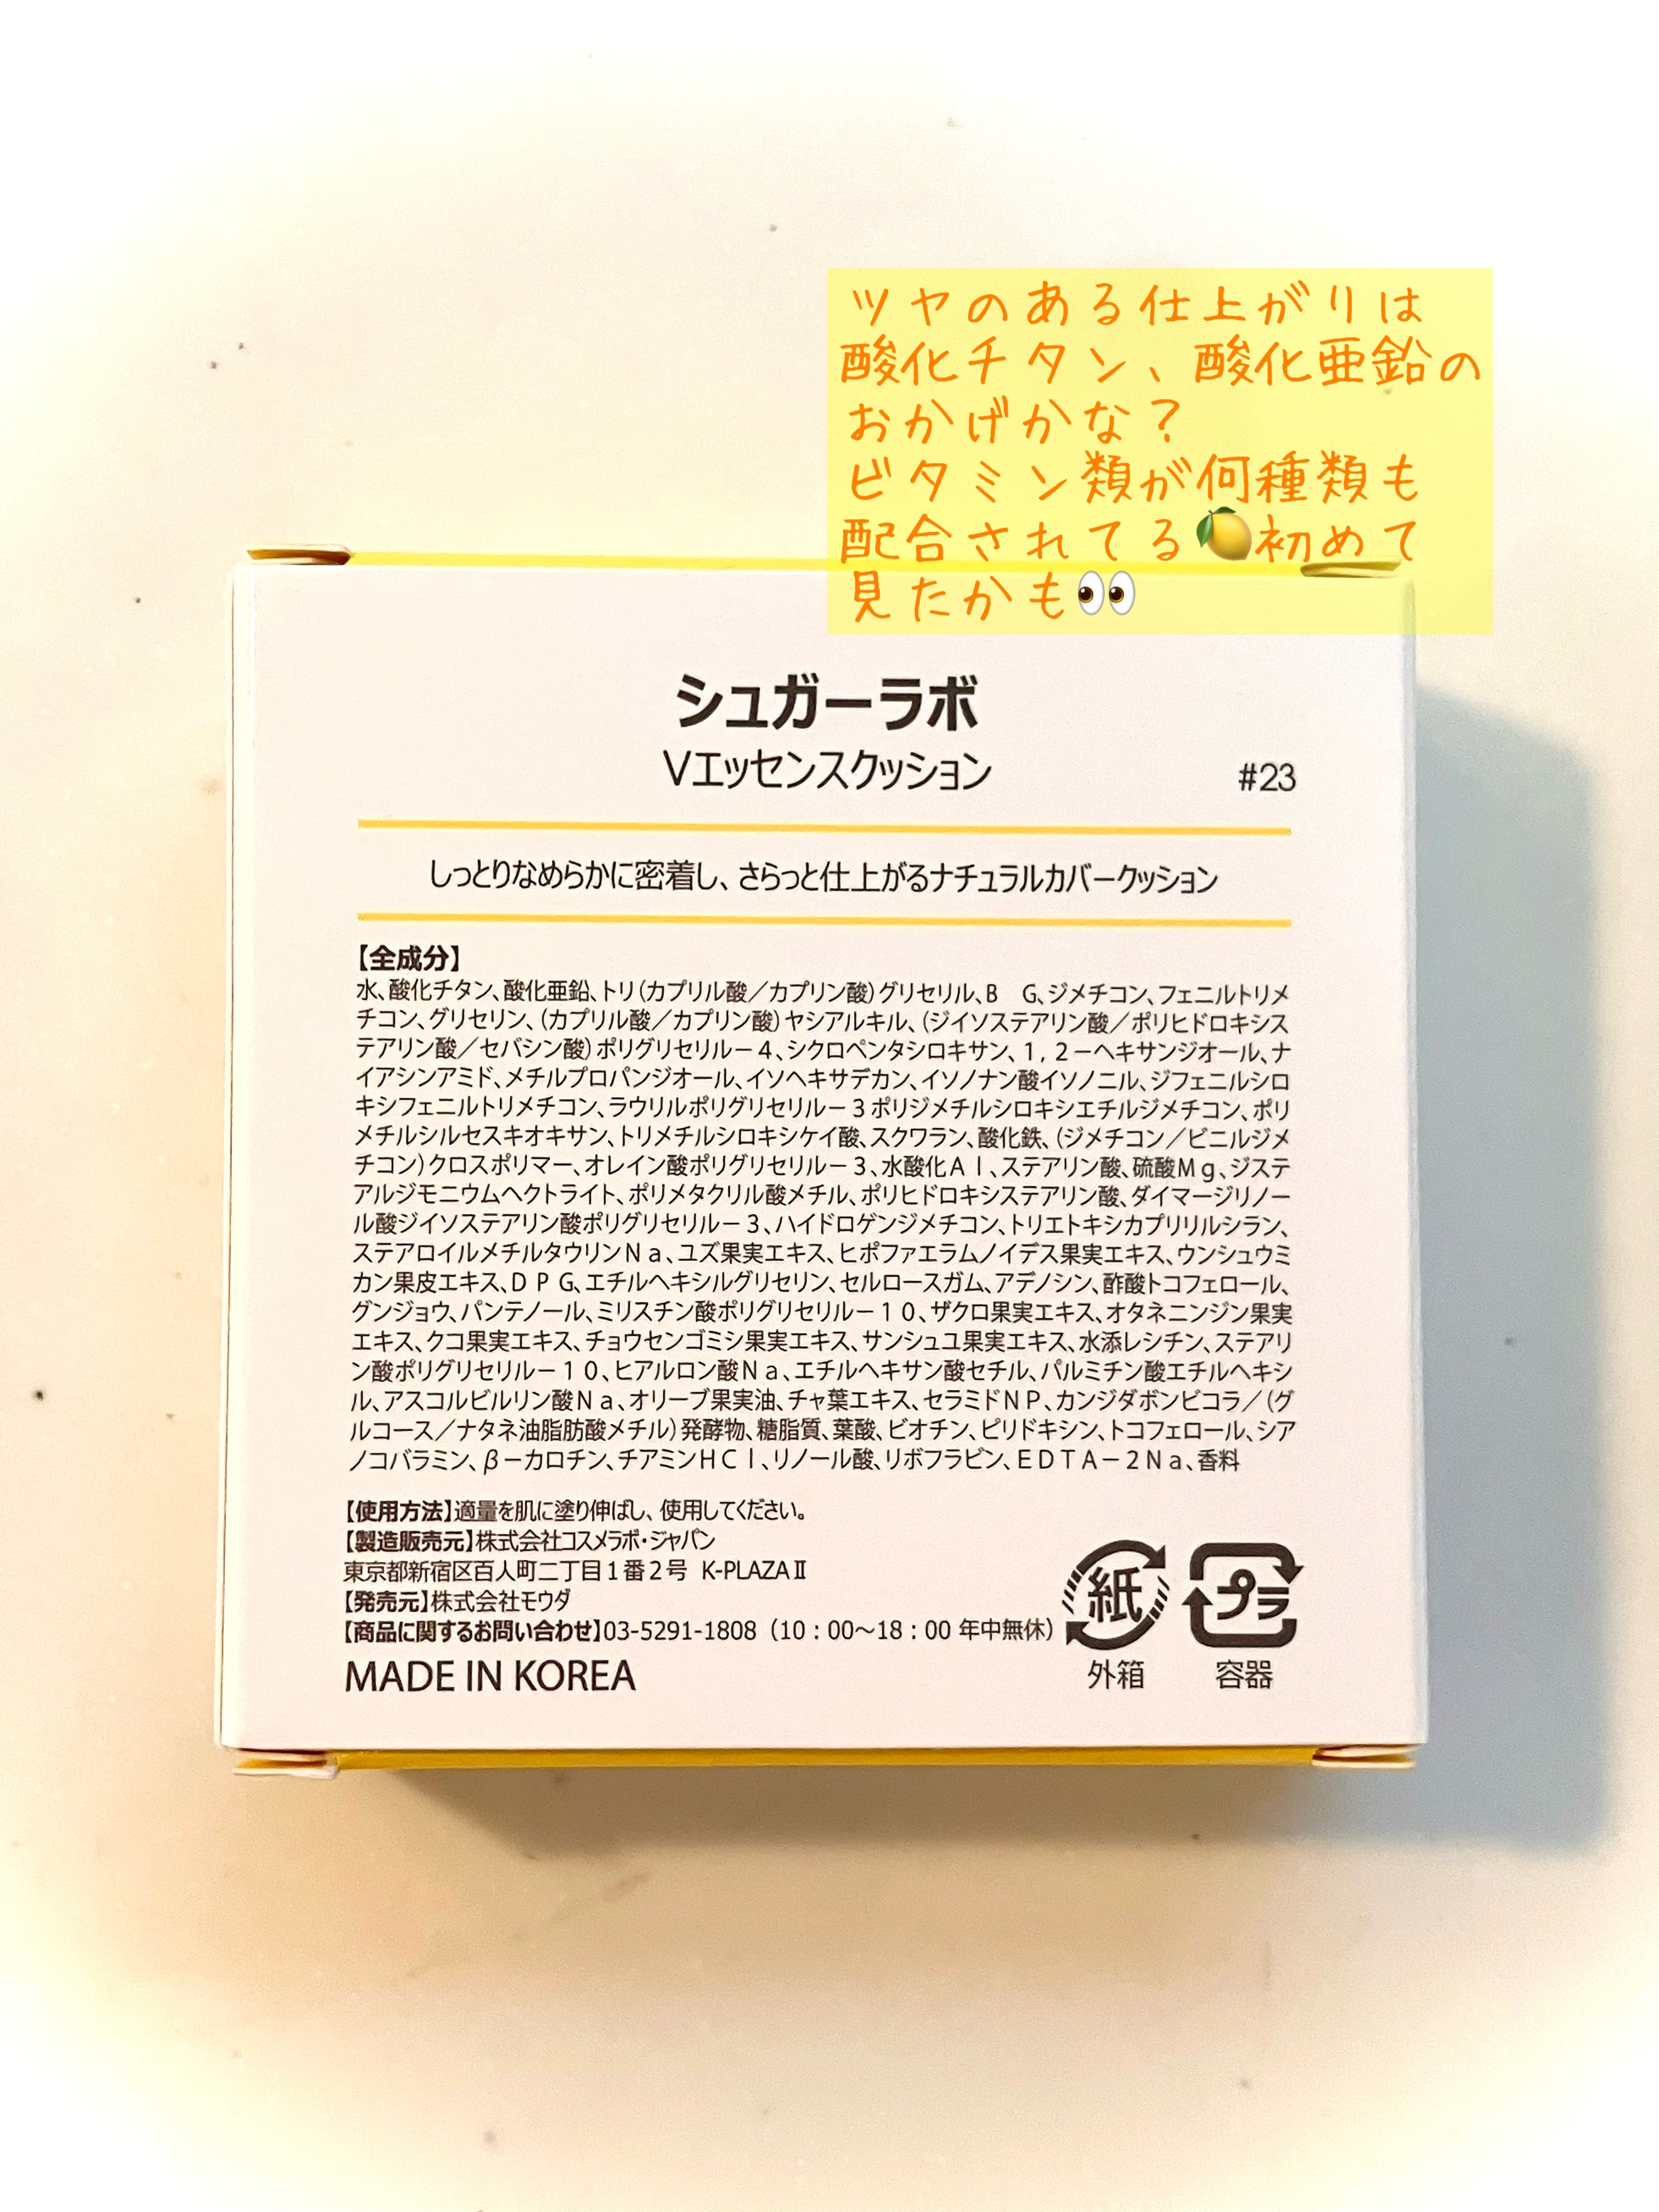 ツヤのある仕上がりは
酸化チタン、酸化亜鉛の
おかげかな?
ビタミン類が何種類も
配合されてる🍋初めて
見たかも👀
シュガーラボ
Vエッセンスクッション
#23
しっとりなめらかに密着し、さらっと仕上がるナチュラルカバークッション
【全成分】
水、酸化チタン、酸化亜鉛、トリ(カプリル酸/カプリン酸)グリセリル、B G、ジメチコン、フェニルトリメ
チコン、グリセリン、(カプリル酸/カプリン酸)ヤシアルキル、(ジイソステアリン酸/ポリヒドロキシス
テアリン酸/セバシン酸)ポリグリセリル-4、シクロペンタシロキサン、1,2-ヘキサンジオール、ナ
イアシンアミド、メチルプロパンジオール、イソヘキサデカン、イソノナン酸イソノニル、ジフェニルシロ
キシフェニルトリメチコン、ラウリルポリグリセリル-3ポリジメチルシロキシエチルジメチコン、ポリ
メチルシルセスキオキサン、トリメチルシロキシケイ酸、スクワラン、酸化鉄、(ジメチコン/ビニルジメ
チコン)クロスポリマー、オレイン酸ポリグリセリル-3、水酸化Al、ステアリン酸、硫酸Mg、ジステ
アルジモニウムヘクトライト、ポリメタクリル酸メチル、ポリヒドロキシステアリン酸、ダイマージリノー
ル酸ジイソステアリン酸ポリグリセリル-3、ハイドロゲンジメチコン、トリエトキシカプリリルシラン、
ステアロイルメチルタウリンNa、ユズ果実エキス、ヒポファエラムノイデス果実エキス、ウンシュウミ
カン果皮エキス、DPG、エチルヘキシルグリセリン、セルロースガム、アデノシン、酢酸トコフェロール、
グンジョウ、パンテノール、ミリスチン酸ポリグリセリル-10、ザクロ果実エキス、オタネニンジン果実
エキス、クコ果実エキス、チョウセンゴミシ果実エキス、サンシュユ果実エキス、水添レシチン、ステアリ
ン酸ポリグリセリル-10、ヒアルロン酸Na、エチルヘキサン酸セチル、パルミチン酸エチルヘキシ
ル、アスコルビルリン酸Na、オリーブ果実油、チャ葉エキス、セラミドNP、カンジダボンビコラ/(グ
ルコース/ナタネ油脂肪酸メチル)発酵物、糖脂質、葉酸、ビオチン、ピリドキシン、トコフェロール、シア
ノコバラミン、β-カロチン、チアミンHCl、リノール酸、リボフラビン、EDTA-2Na、香料
【使用方法】適量を肌に塗り伸ばし、使用してください。
【製造販売元】株式会社コスメラボ・ジャパン
東京都新宿区百人町二丁目1番2号 K-PLAZAⅡ
【発売元】株式会社モウダ
【商品に関するお問い合わせ】03-5291-1808(10:00~18:00 年中無休)
MADE IN KOREA
紙
外箱
プラ
容器